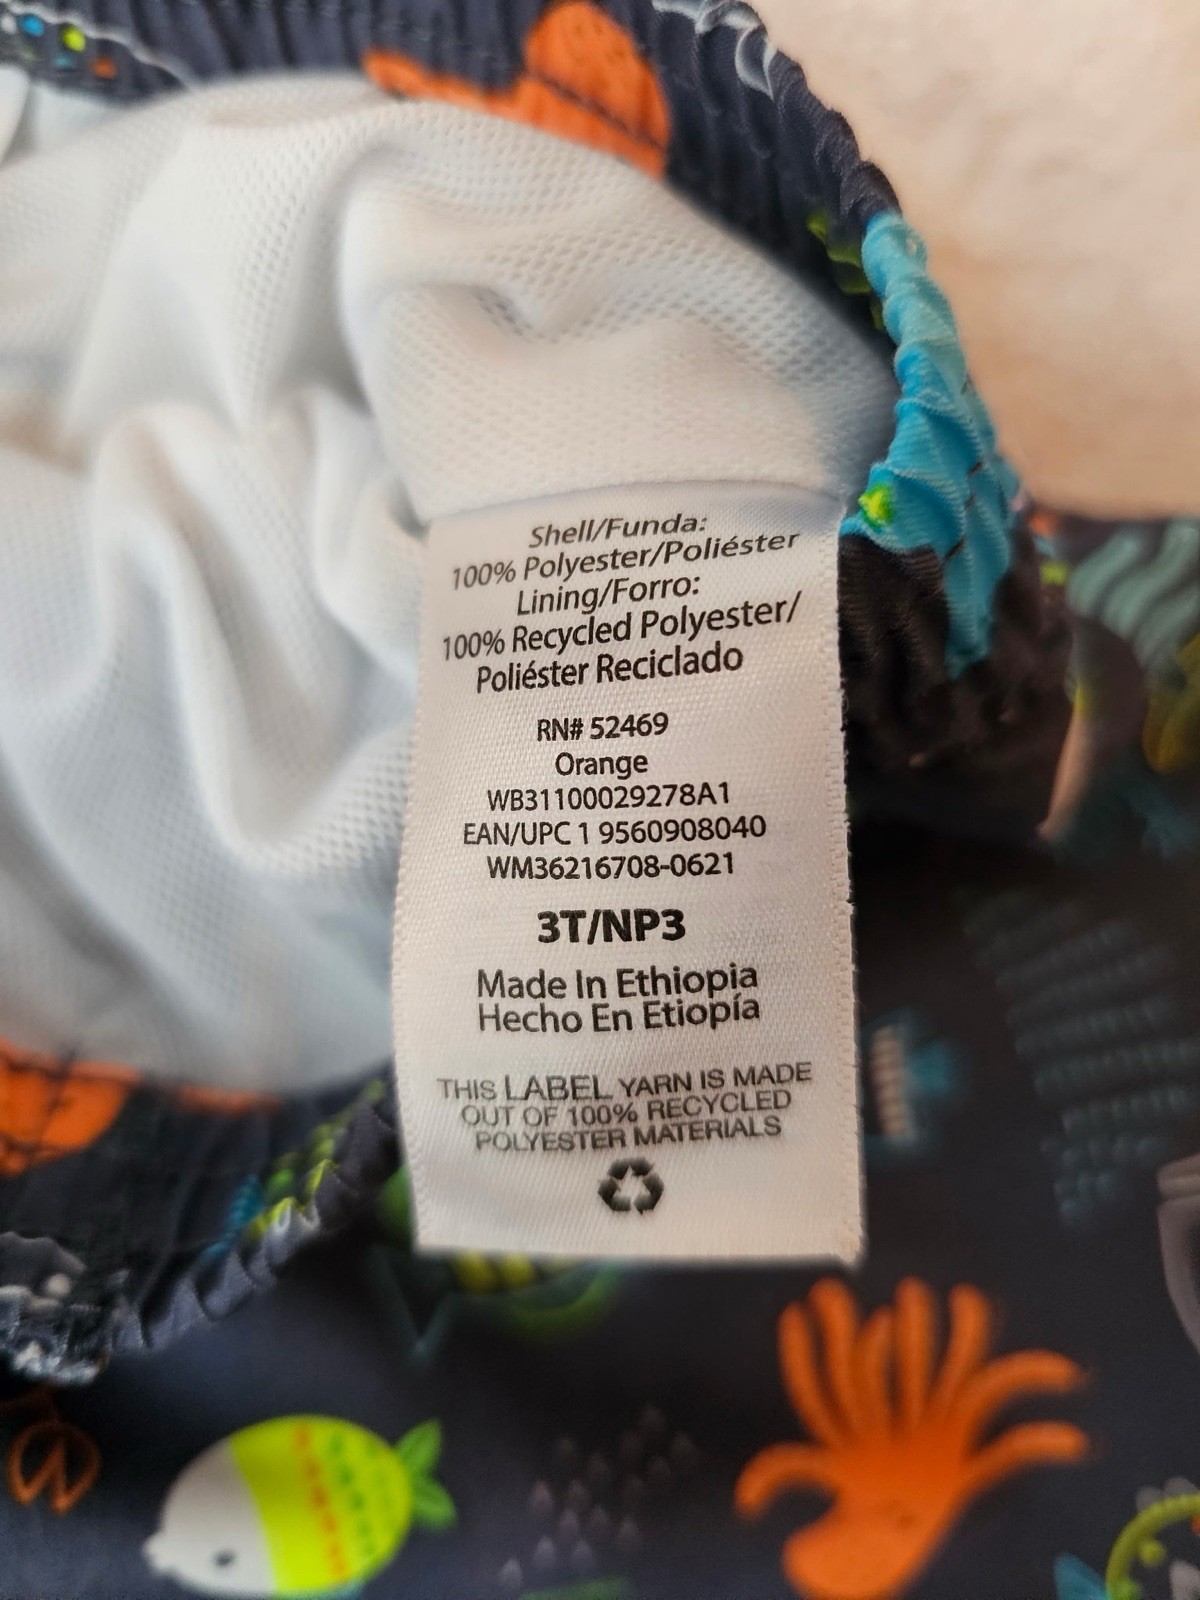 Shell/Funda:
100% Polyester/Poliéster
Lining/Forro:
100% Recycled Polyester/
Poliéster Reciclado
RN# 52469
Orange
WB31100029278A1
EAN/UPC 1 9560908040
WM36216708-0621
3T/NP3
Made In Ethiopia
Hecho En Etiopía
THIS LABEL YARN IS MADE
OUT OF 100% RECYCLED
POLYESTER MATERIALS